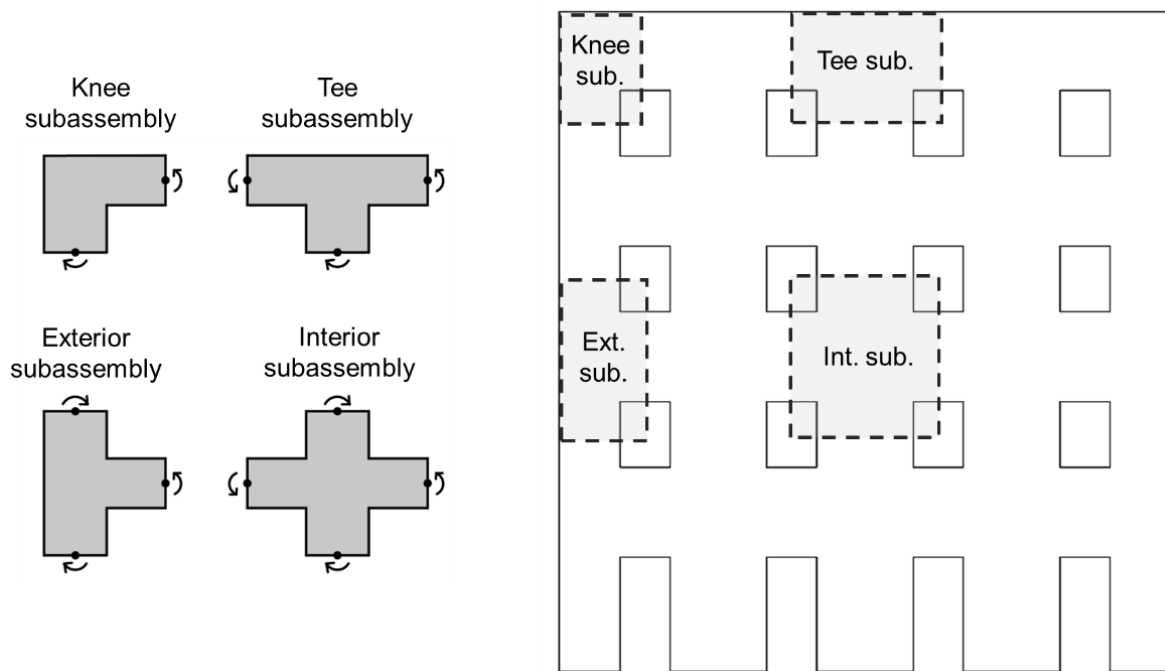 Knee
subassembly
Tee
subassembly
Exterior
subassembly
Interior
subassembly
Knee
sub.
Tee sub.
Ext.
sub.
Int. sub.